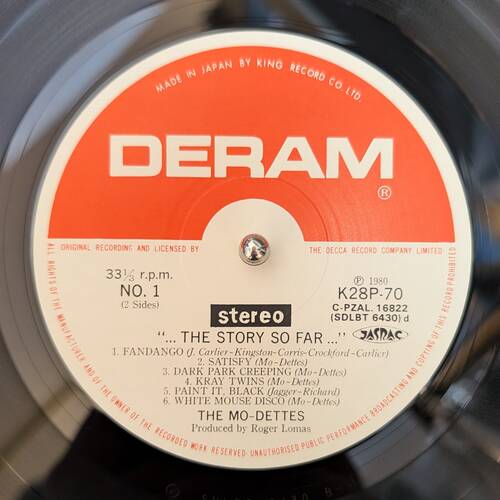 MADE IN JAPAN BY KING RECORD CO. LTD.
DERAM
®
ORIGINAL RECORDING AND LICENSED BY THE DECCA RECORD COMPANY LIMITED
33⅓ r.p.m.
NO. 1
(2 Sides)
stereo
Ⓟ 1980
K28P-70
C-PZAL. 16822
(SDLBT 6430) d
JASRAC
"... THE STORY SO FAR ..."
1. FANDANGO (J. Carlier-Kingston-Corris-Crockford-Carlier)
2. SATISFY (Mo-Dettes)
3. DARK PARK CREEPING (Mo-Dettes)
4. KRAY TWINS (Mo-Dettes)
5. PAINT IT, BLACK (Jagger-Richard)
6. WHITE MOUSE DISCO (Mo-Dettes)
THE MO-DETTES
Produced by Roger Lomas
ALL RIGHTS OF THE MANUFACTURER AND OF THE OWNER OF THE RECORDED WORK RESERVED. UNAUTHORISED PUBLIC PERFORMANCE BROADCASTING AND COPYING OF THIS RECORD PROHIBITED